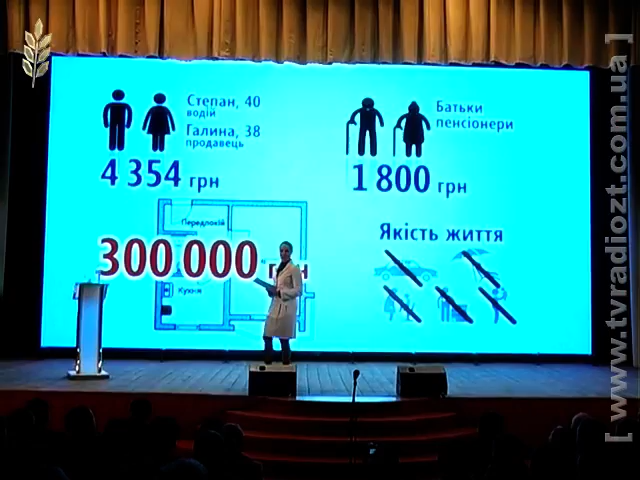 Степан, 40
водій
Галина, 38
продавець
4 354 грн
Батьки
пенсіонери
1 800 грн
Передпокій
300 000 грн
Кухня
Якість життя
[ www.tvradiozt.com.ua ]